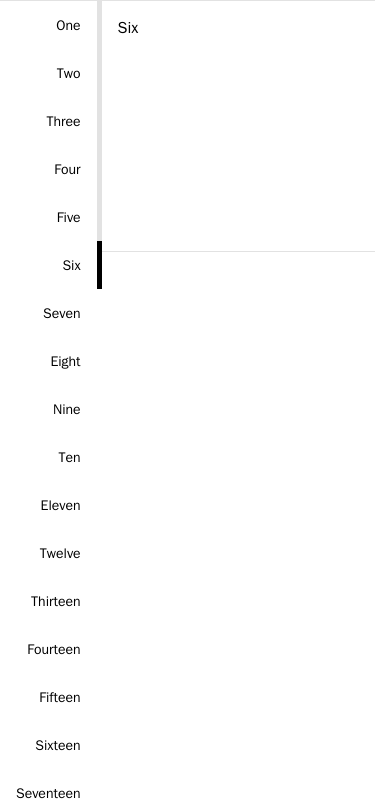 One
Two
Three
Four
Five
Six
Seven
Eight
Nine
Ten
Eleven
Twelve
Thirteen
Fourteen
Fifteen
Sixteen
Seventeen
Six